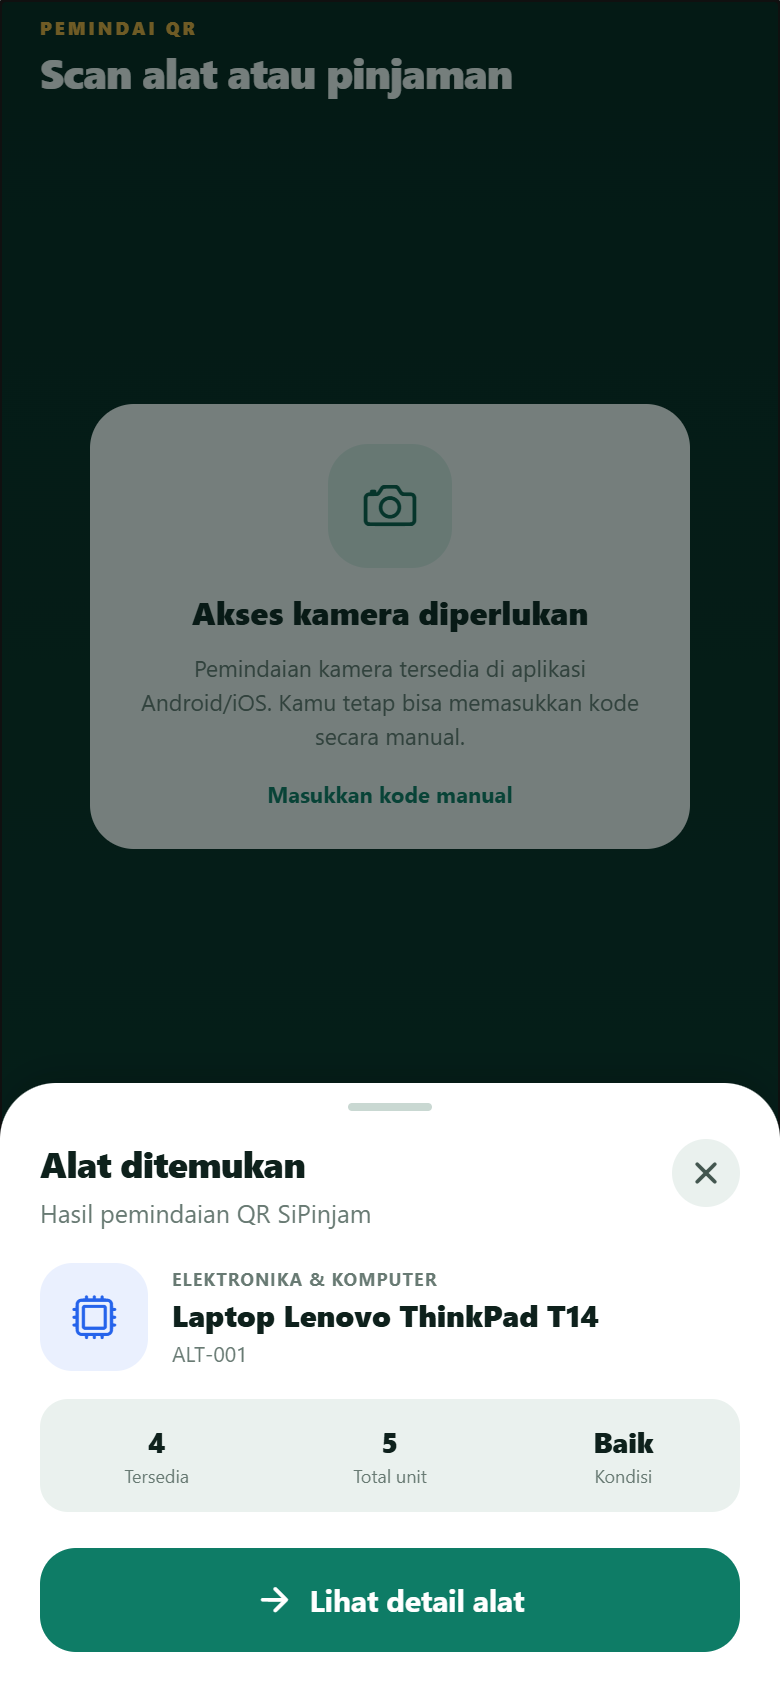 PEMINDAI QR
Scan alat atau pinjaman
Akses kamera diperlukan
Pemindaian kamera tersedia di aplikasi
Android/iOS. Kamu tetap bisa memasukkan kode
secara manual.
Masukkan kode manual
Alat ditemukan
Hasil pemindaian QR SiPinjam
ELEKTRONIKA & KOMPUTER
Laptop Lenovo ThinkPad T14
ALT-001
4 5 Baik
Tersedia Total unit Kondisi
Lihat detail alat